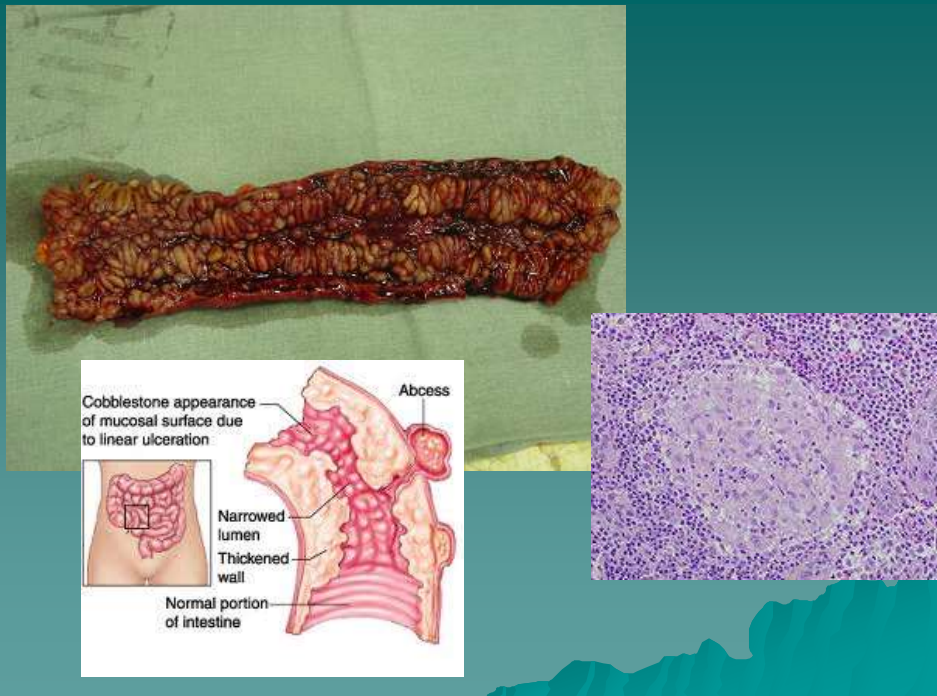 Cobblestone appearance
of mucosal surface due
to linear ulceration
Abcess
Narrowed
lumen
Thickened
wall
Normal portion
of intestine